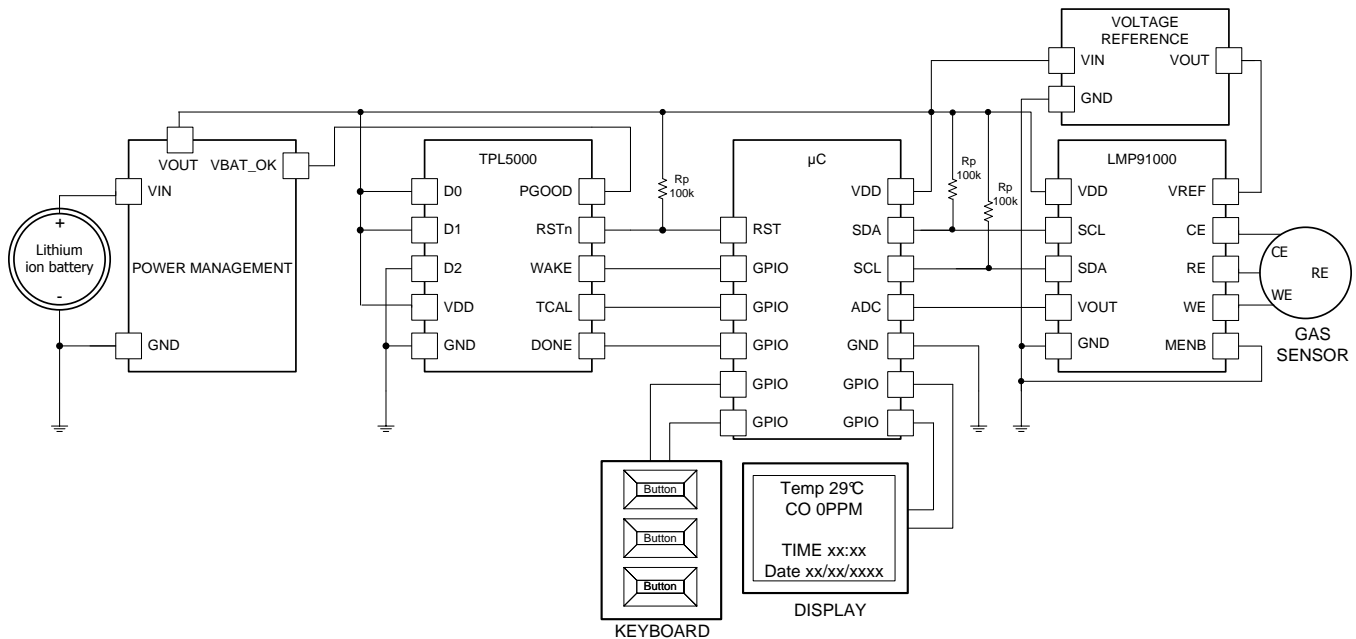 VOLTAGE
REFERENCE
VIN
VOUT
GND
VOUT
VBAT_OK
VIN
+
Lithium
ion battery
-
POWER MANAGEMENT
GND
TPL5000
D0
PGOOD
D1
RSTn
D2
WAKE
VDD
TCAL
GND
DONE
Rp
100k
µC
VDD
RST
SDA
GPIO
SCL
GPIO
ADC
GPIO
GND
GPIO
GPIO
GPIO
GPIO
Rp
100k
Rp
100k
LMP91000
VDD
VREF
SCL
CE
SDA
RE
VOUT
WE
GND
MENB
CE
RE
WE
GAS
SENSOR
Button
Button
Button
KEYBOARD
Temp 29°C
CO 0PPM
TIME xx:xx
Date xx/xx/xxxx
DISPLAY